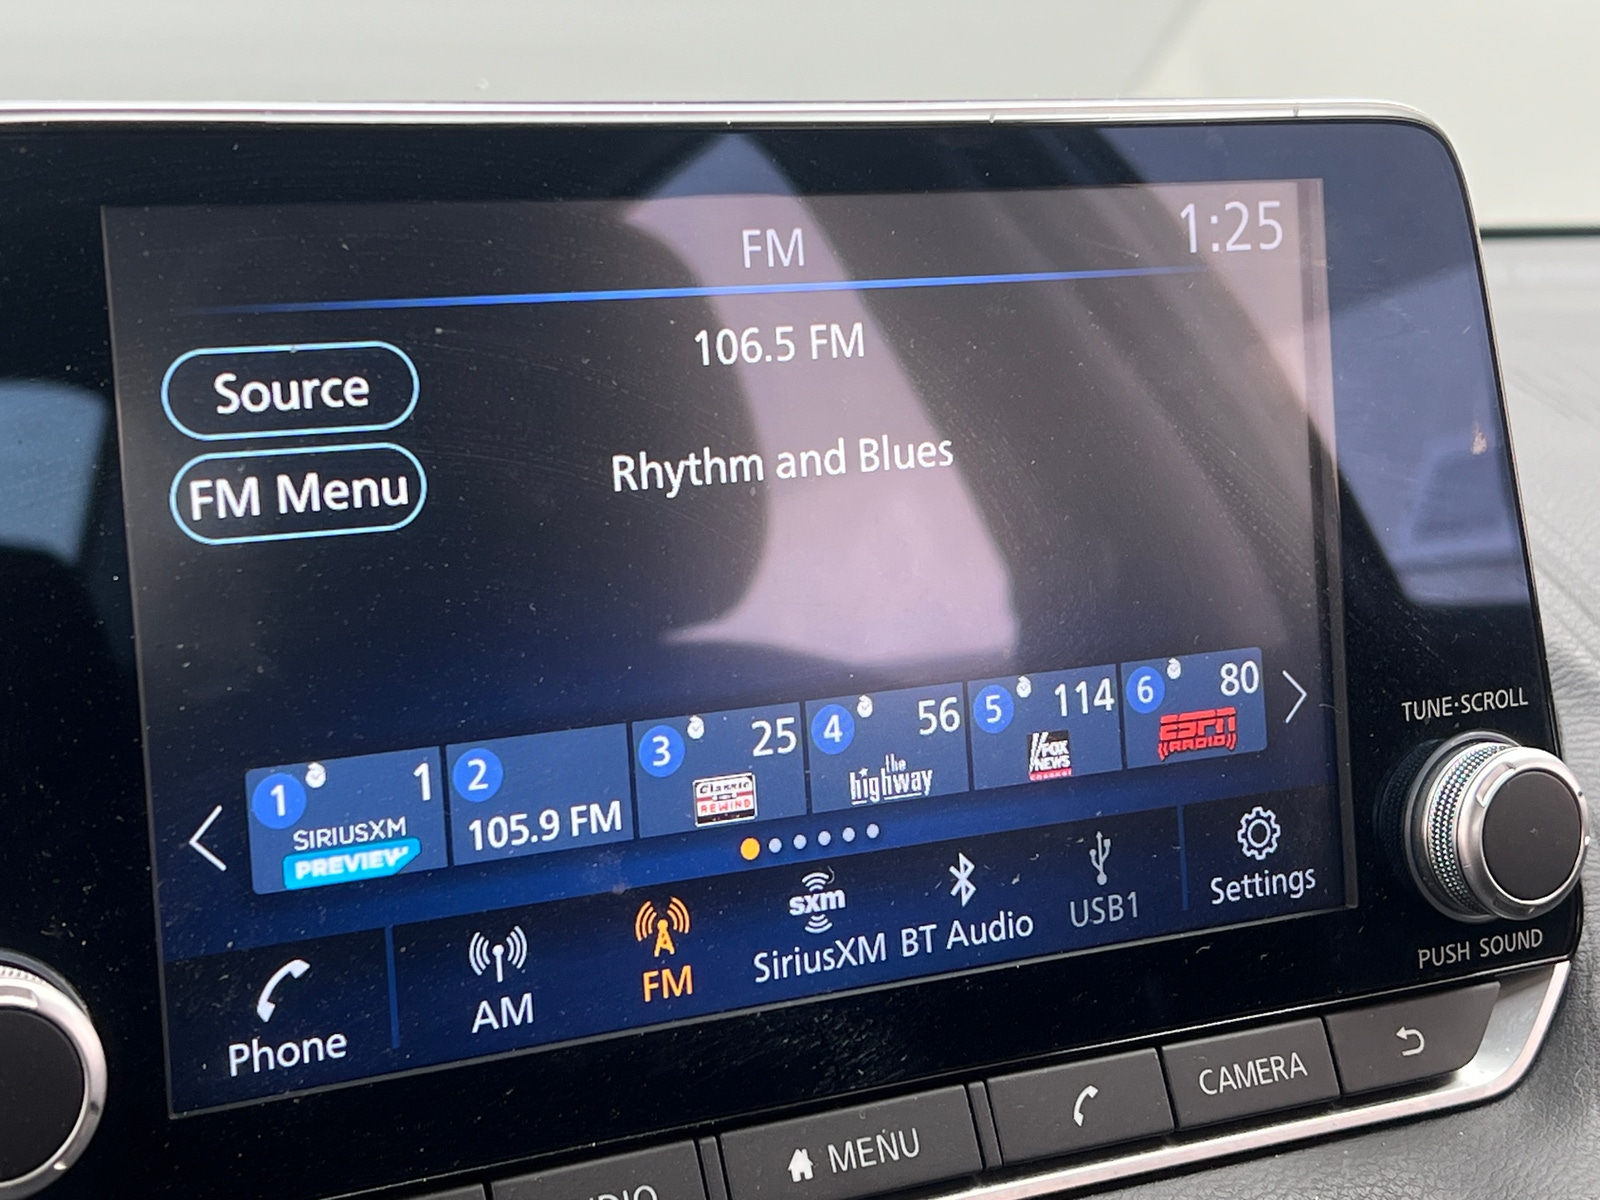 FM
1:25
106.5 FM
Source
Rhythm and Blues
FM Menu
1 1
SIRIUSXM
PREVIEW
2
105.9 FM
3 25
Classic
REWIND
4 56
the
highway
5 114
FOX
NEWS
channel
6 80
ESPN
RADIO
TUNE·SCROLL
PUSH SOUND
Phone
AM
FM
sxm
SiriusXM
BT Audio
USB1
Settings
MENU
CAMERA